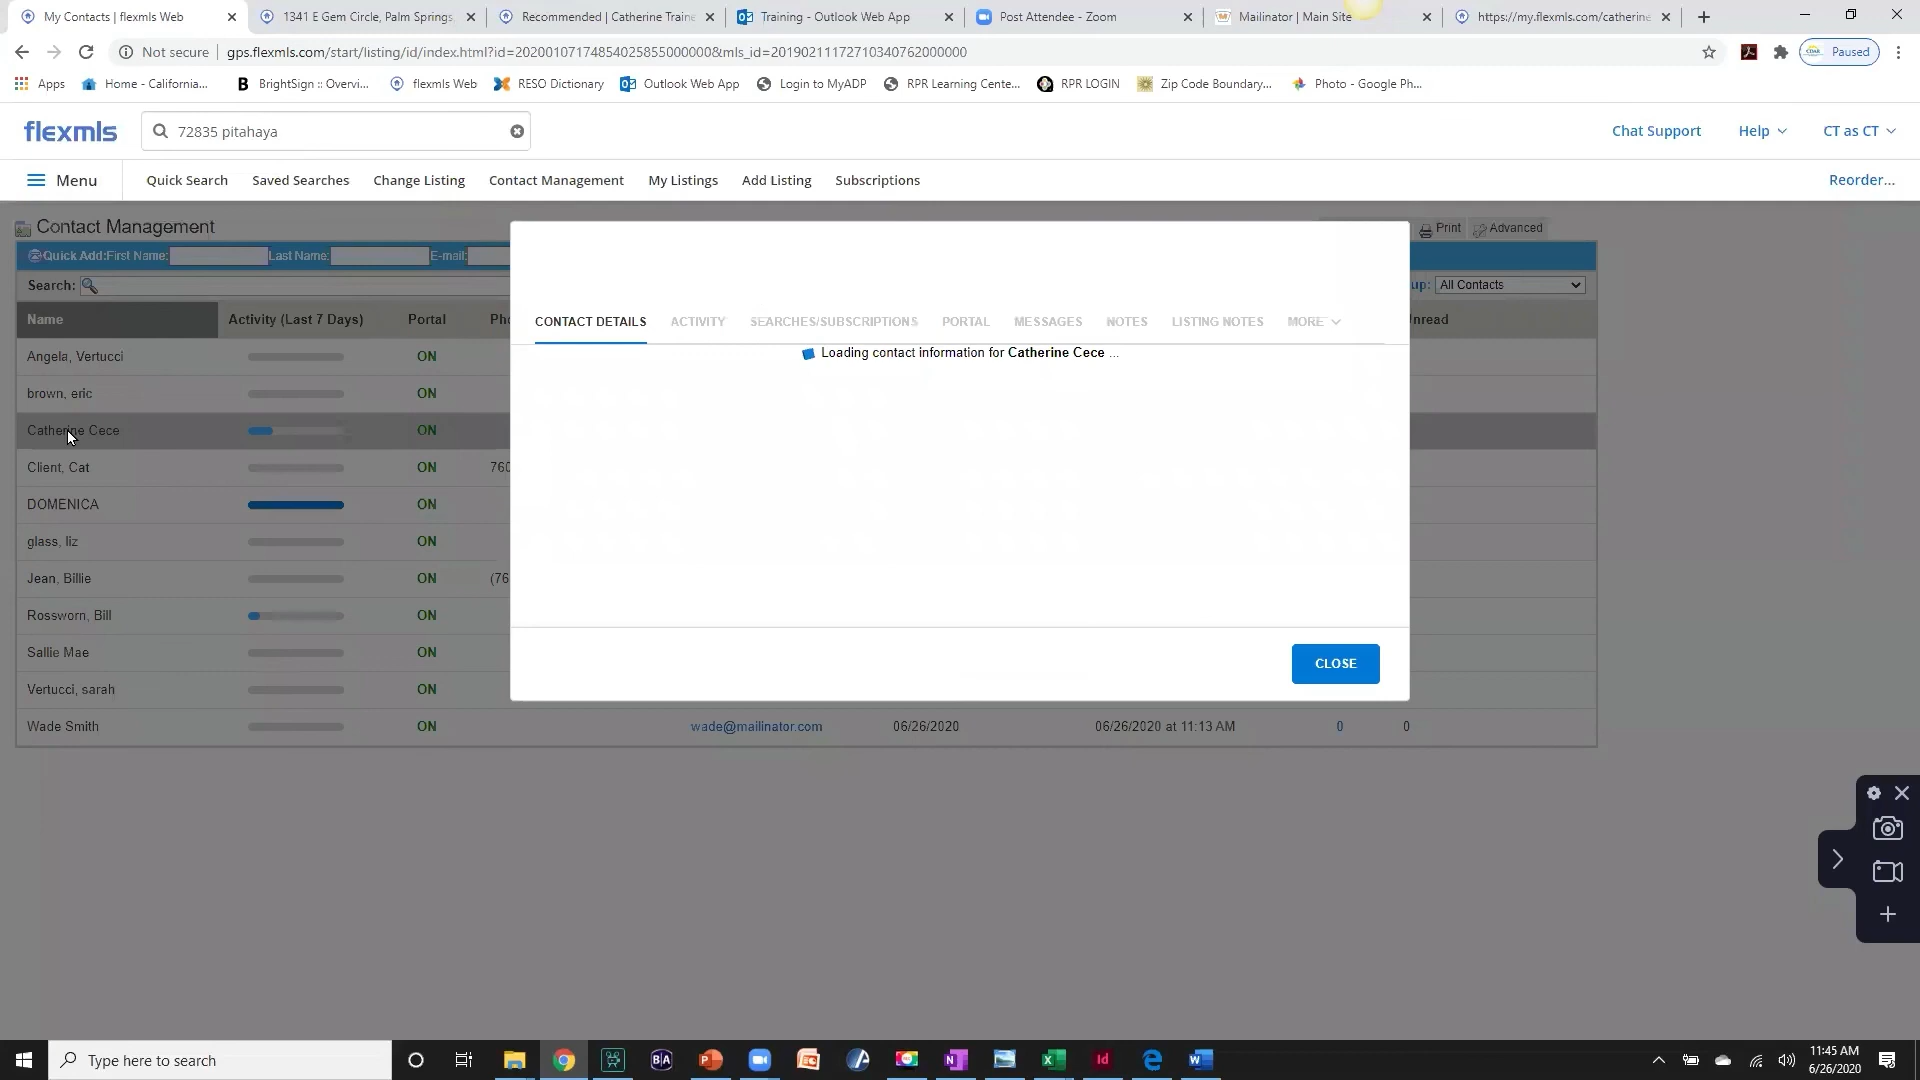 My Contacts | flexmls Web
1341 E Gem Circle, Palm Springs,
Recommended | Catherine Traine
Training - Outlook Web App
Post Attendee - Zoom
Mailinator | Main Site
https://my.flexmls.com/catherine
Not secure
gps.flexmls.com/start/listing/id/index.html?id=20200107174854025855000000&mls_id=20190211172710340762000000
Paused
Apps
Home - California...
BrightSign :: Overvi...
flexmls Web
RESO Dictionary
Outlook Web App
Login to MyADP
RPR Learning Cente...
RPR LOGIN
Zip Code Boundary...
Photo - Google Ph...
flexmls
72835 pitahaya
Chat Support
Help
CT as CT
Menu
Quick Search
Saved Searches
Change Listing
Contact Management
My Listings
Add Listing
Subscriptions
Reorder...
Contact Management
Print
Advanced
Quick Add: First Name:
Last Name:
E-mail:
Search:
up: All Contacts
Name
Activity (Last 7 Days)
Portal
Pho
Unread
Angela, Vertucci
ON
brown, eric
ON
Catherine Cece
ON
Client, Cat
ON
760
DOMENICA
ON
glass, liz
ON
Jean, Billie
ON
(76
Rossworn, Bill
ON
Sallie Mae
ON
Vertucci, sarah
ON
Wade Smith
ON
wade@mailinator.com
06/26/2020
06/26/2020 at 11:13 AM
0
0
CONTACT DETAILS
ACTIVITY
SEARCHES/SUBSCRIPTIONS
PORTAL
MESSAGES
NOTES
LISTING NOTES
MORE
Loading contact information for Catherine Cece ...
CLOSE
Type here to search
11:45 AM
6/26/2020